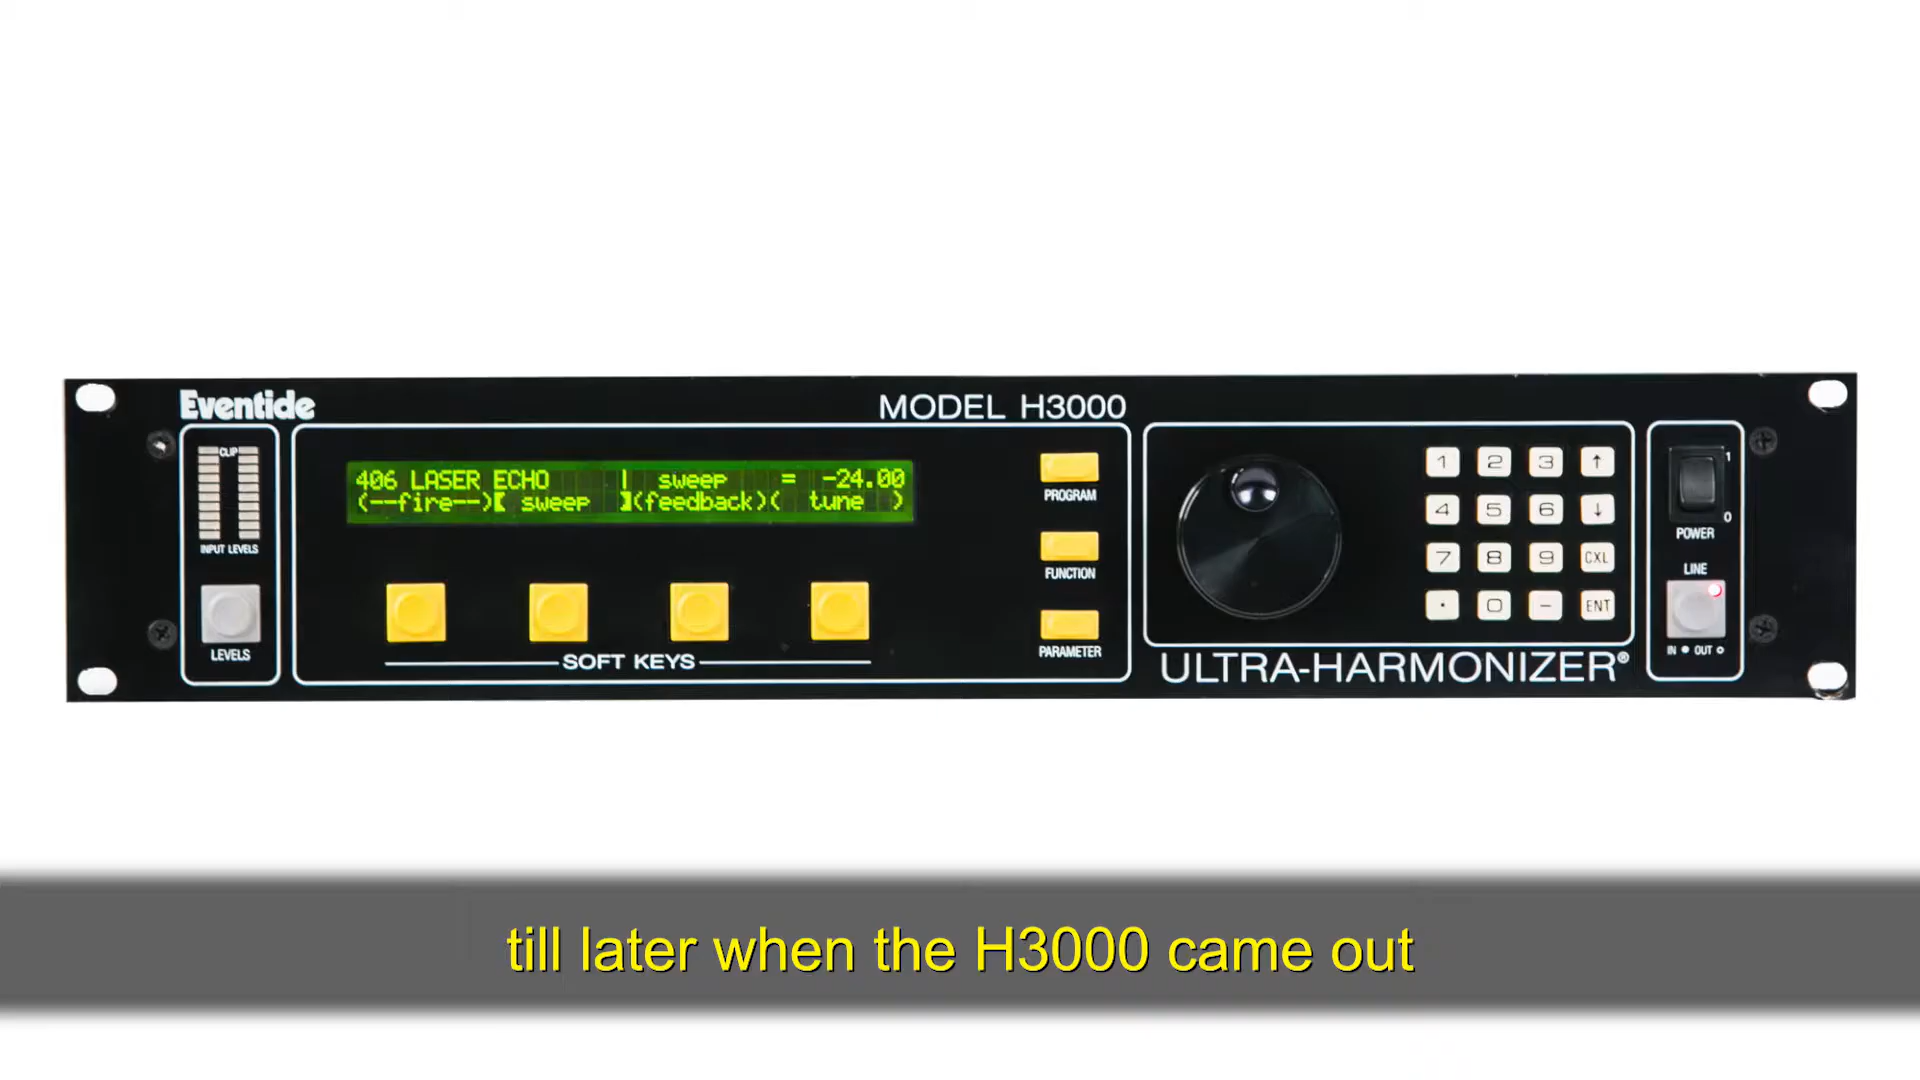 Eventide
MODEL H3000
CLIP
INPUT LEVELS
LEVELS
406 LASER ECHO | sweep = -24.00
(--fire--)【 sweep 】(feedback)( tune )
SOFT KEYS
PROGRAM
FUNCTION
PARAMETER
1 2 3 ↑
4 5 6 ↓
7 8 9 CXL
• 0 – ENT
ULTRA-HARMONIZER®
1
0
POWER
LINE
IN ● OUT ○
till later when the H3000 came out